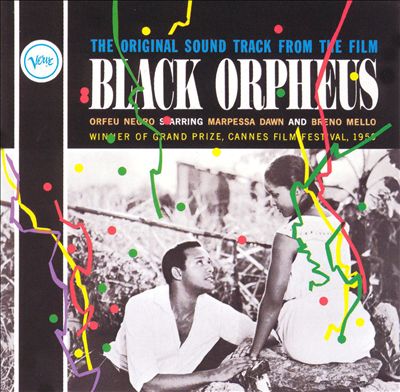 Verve
THE ORIGINAL SOUND TRACK FROM THE FILM
BLACK ORPHEUS
ORFEU NEGRO STARRING MARPESSA DAWN AND BRENO MELLO
WINNER OF GRAND PRIZE, CANNES FILM FESTIVAL, 1959